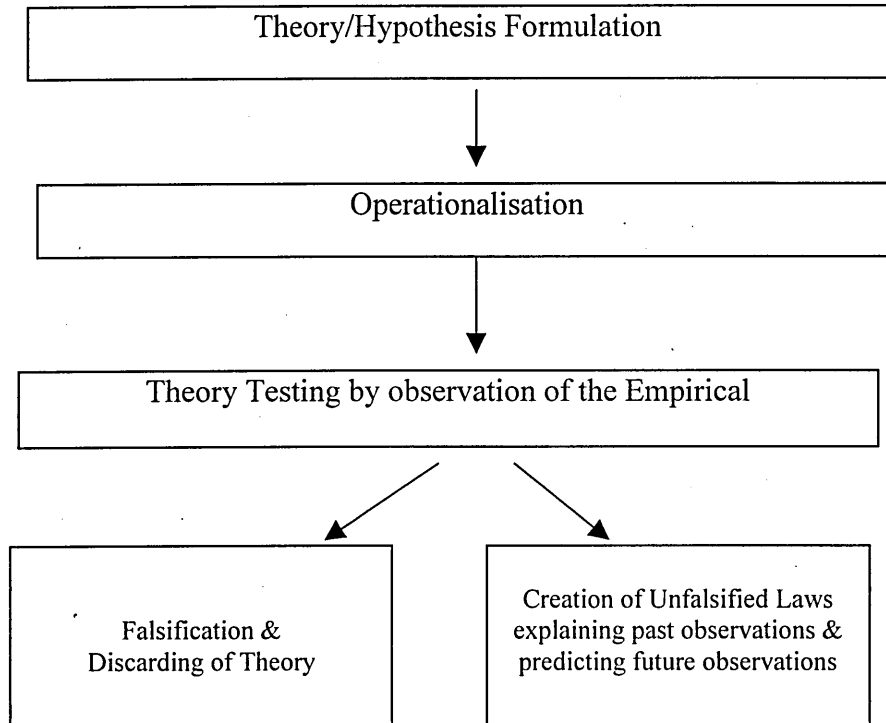 Theory/Hypothesis Formulation
Operationalisation
Theory Testing by observation of the Empirical
Falsification &
Discarding of Theory
Creation of Unfalsified Laws
explaining past observations &
predicting future observations